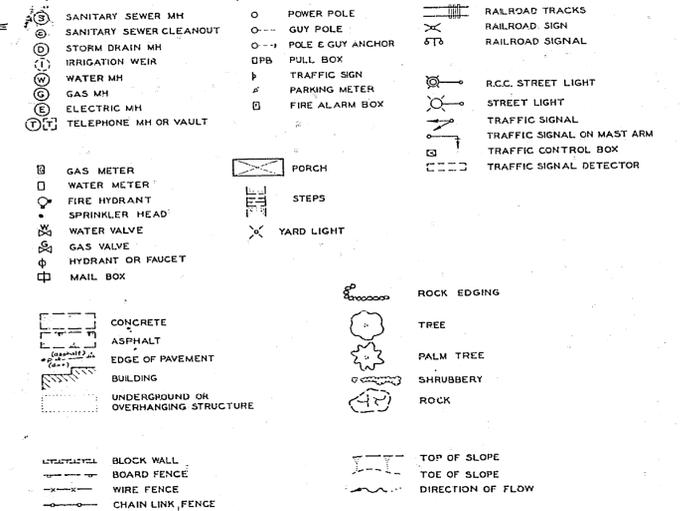 S SANITARY SEWER MH
C SANITARY SEWER CLEANOUT
D STORM DRAIN MH
I IRRIGATION WEIR
W WATER MH
G GAS MH
E ELECTRIC MH
T T TELEPHONE MH OR VAULT
POWER POLE
GUY POLE
POLE & GUY ANCHOR
PB PULL BOX
TRAFFIC SIGN
PARKING METER
FIRE ALARM BOX
RAILROAD TRACKS
RAILROAD SIGN
RAILROAD SIGNAL
R.C.C. STREET LIGHT
STREET LIGHT
TRAFFIC SIGNAL
TRAFFIC SIGNAL ON MAST ARM
TRAFFIC CONTROL BOX
TRAFFIC SIGNAL DETECTOR
GAS METER
WATER METER
FIRE HYDRANT
SPRINKLER HEAD
W WATER VALVE
G GAS VALVE
HYDRANT OR FAUCET
MAIL BOX
PORCH
STEPS
YARD LIGHT
ROCK EDGING
TREE
PALM TREE
SHRUBBERY
ROCK
CONCRETE
ASPHALT
(asphalt)
EDGE OF PAVEMENT
BUILDING
UNDERGROUND OR
OVERHANGING STRUCTURE
BLOCK WALL
BOARD FENCE
WIRE FENCE
CHAIN LINK FENCE
TOP OF SLOPE
TOE OF SLOPE
DIRECTION OF FLOW